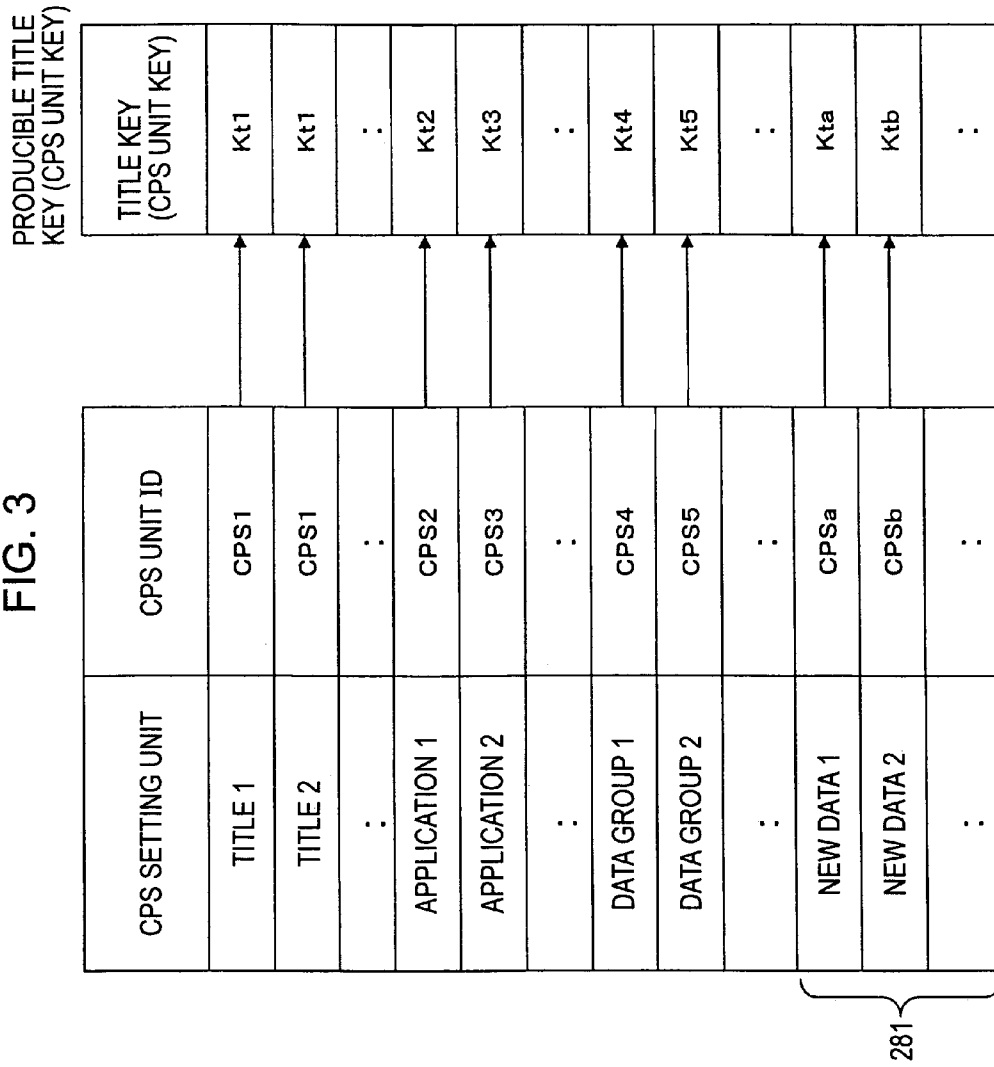 FIG. 3
PRODUCIBLE TITLE
KEY (CPS UNIT KEY)
CPS SETTING UNIT CPS UNIT ID TITLE KEY
(CPS UNIT KEY)
TITLE 1 CPS1 Kt1
TITLE 2 CPS1 Kt1
: : :
APPLICATION 1 CPS2 Kt2
APPLICATION 2 CPS3 Kt3
: : :
DATA GROUP 1 CPS4 Kt4
DATA GROUP 2 CPS5 Kt5
: : :
NEW DATA 1 CPSa Kta
NEW DATA 2 CPSb Ktb
: : :
281